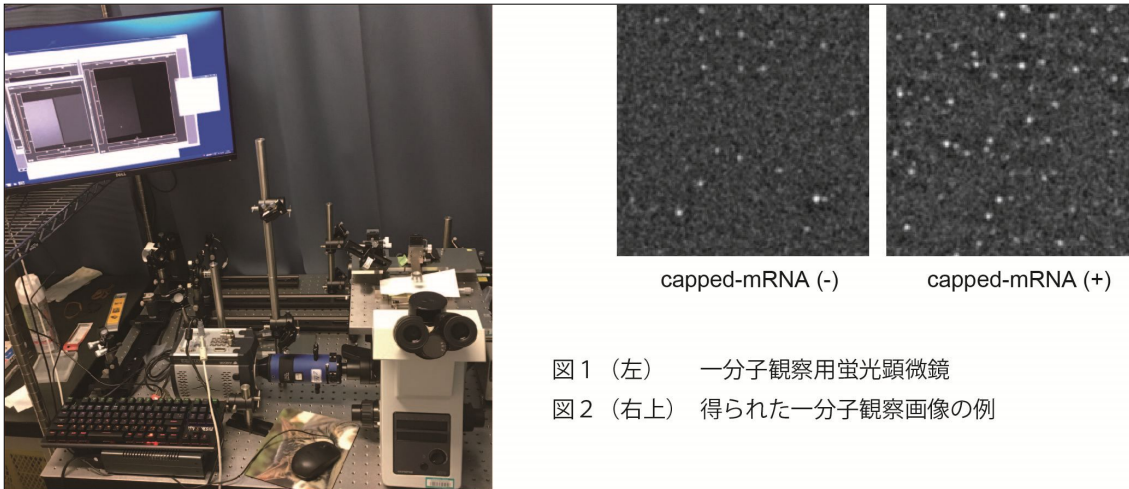 capped-mRNA (-)
capped-mRNA (+)
図1(左) 一分子観察用蛍光顕微鏡
図2(右上) 得られた一分子観察画像の例